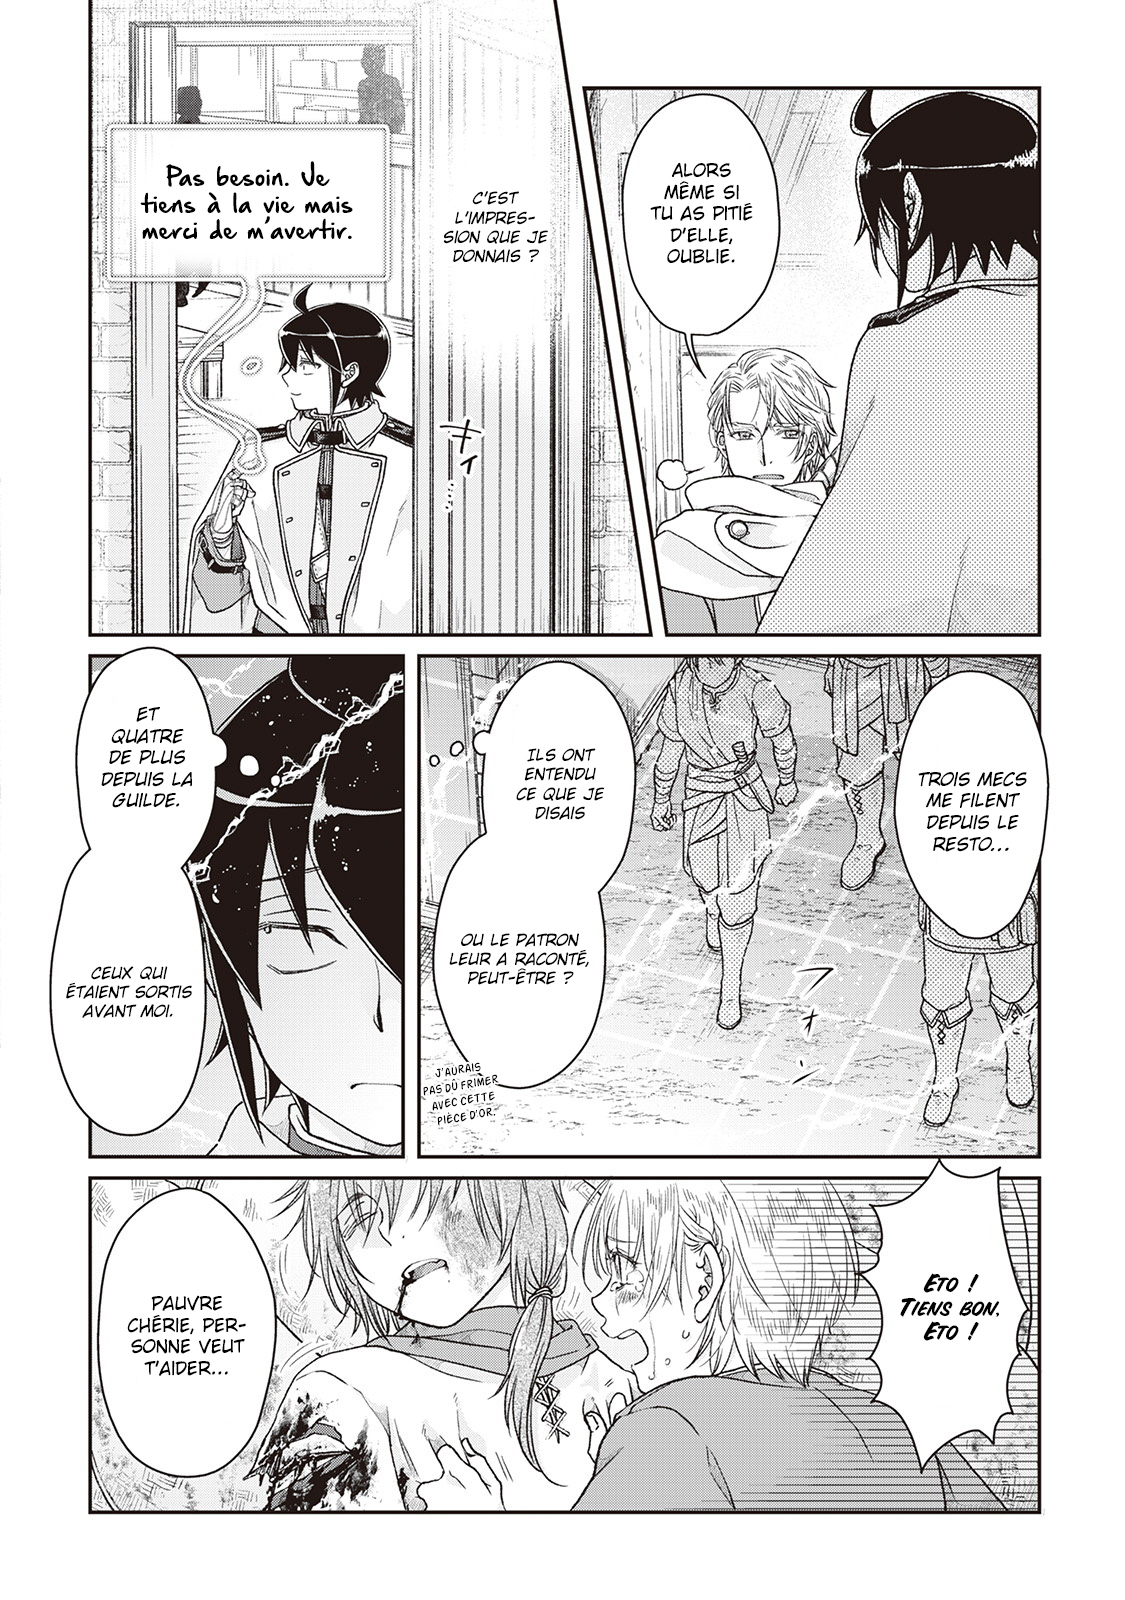 ALORS
MÊME SI
TU AS PITIÉ
D'ELLE,
OUBLIE.
C'EST
L'IMPRES-
SION QUE JE
DONNAIS ?
Pas besoin. Je
tiens à la vie mais
merci de m'avertir.
TROIS MECS
ME FILENT
DEPUIS LE
RESTO...
ILS ONT
ENTENDU
CE QUE JE
DISAIS
OU LE PATRON
LEUR A RACONTÉ,
PEUT-ÊTRE ?
J'AURAIS
PAS DÛ FRIMER
AVEC CETTE
PIÈCE D'OR.
ET
QUATRE
DE PLUS
DEPUIS LA
GUILDE.
CEUX QUI
ÉTAIENT SORTIS
AVANT MOI.
ETO !
TIENS BON,
ETO !
PAUVRE
CHÉRIE, PER-
SONNE VEUT
T'AIDER...